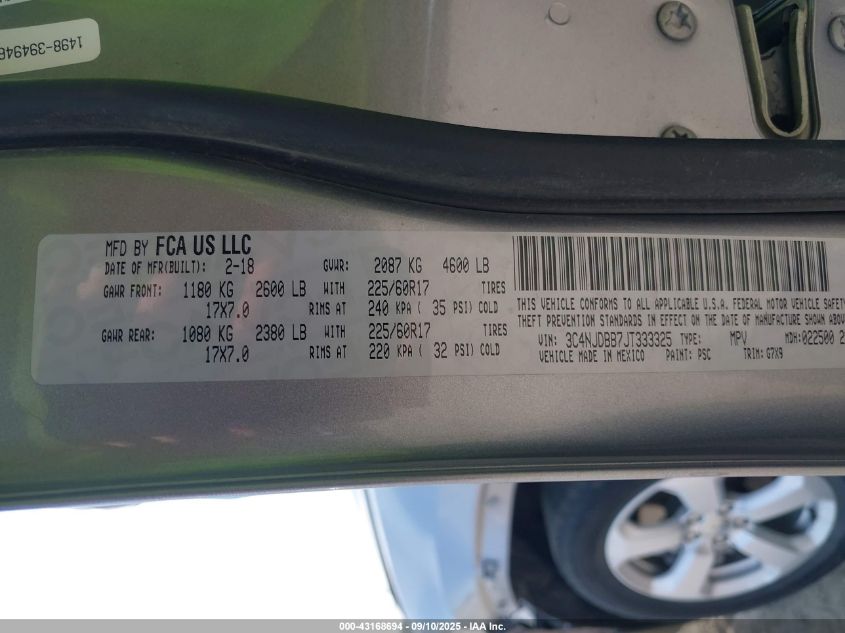 1498-39494
MFD BY FCA US LLC
DATE OF MFR(BUILT): 2-18 GVWR: 2087 KG 4600 LB
GAWR FRONT: 1180 KG 2600 LB WITH 225/60R17 TIRES
17X7.0 RIMS AT 240 KPA ( 35 PSI) COLD
GAWR REAR: 1080 KG 2380 LB WITH 225/60R17 TIRES
17X7.0 RIMS AT 220 KPA ( 32 PSI) COLD
THIS VEHICLE CONFORMS TO ALL APPLICABLE U.S.A. FEDERAL MOTOR VEHICLE SAFETY
THEFT PREVENTION STANDARDS IN EFFECT ON THE DATE OF MANUFACTURE SHOWN ABOVE
VIN: 3C4NJDBB7JT333325 TYPE: MPV MDH:022500 2
VEHICLE MADE IN MEXICO PAINT: PSC TRIM: G7X9
000-43168694 - 09/10/2025 - IAA Inc.